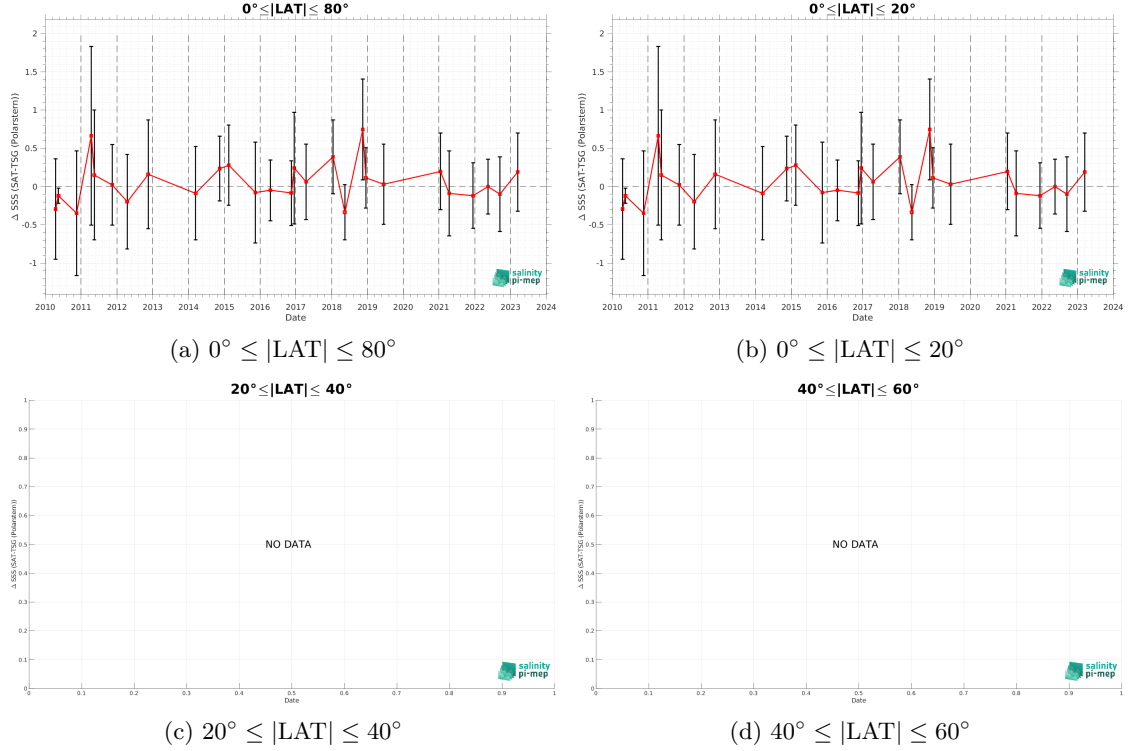 0°≤|LAT|≤ 80°
Δ SSS (SAT-TSG (Polarstern))
2
1.5
1
0.5
0
-0.5
-1
2010 2011 2012 2013 2014 2015 2016 2017 2018 2019 2020 2021 2022 2023 2024
Date
salinity
pi-mep
(a) 0° ≤ |LAT| ≤ 80°
0°≤|LAT|≤ 20°
Δ SSS (SAT-TSG (Polarstern))
2
1.5
1
0.5
0
-0.5
-1
2010 2011 2012 2013 2014 2015 2016 2017 2018 2019 2020 2021 2022 2023 2024
Date
salinity
pi-mep
(b) 0° ≤ |LAT| ≤ 20°
20°≤|LAT|≤ 40°
Δ SSS (SAT-TSG (Polarstern))
1
0.9
0.8
0.7
0.6
0.5
0.4
0.3
0.2
0.1
0
NO DATA
0 0.1 0.2 0.3 0.4 0.5 0.6 0.7 0.8 0.9 1
Date
salinity
pi-mep
(c) 20° ≤ |LAT| ≤ 40°
40°≤|LAT|≤ 60°
Δ SSS (SAT-TSG (Polarstern))
1
0.9
0.8
0.7
0.6
0.5
0.4
0.3
0.2
0.1
0
NO DATA
0 0.1 0.2 0.3 0.4 0.5 0.6 0.7 0.8 0.9 1
Date
salinity
pi-mep
(d) 40° ≤ |LAT| ≤ 60°